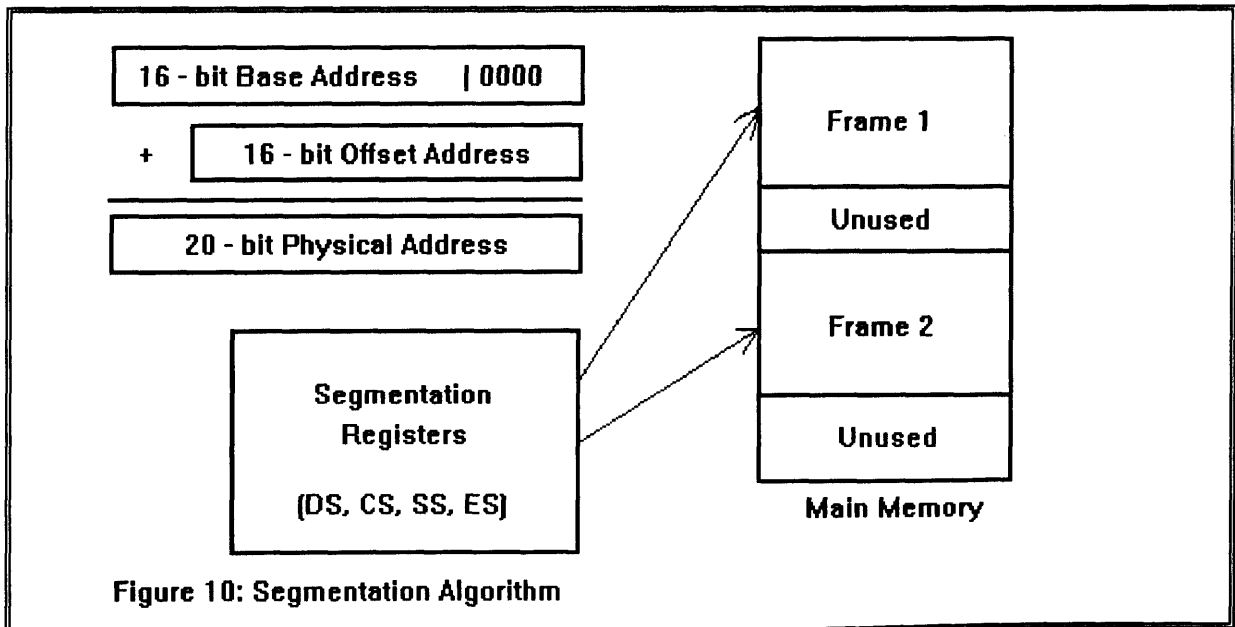 16 - bit Base Address | 0000
+ 16 - bit Offset Address
20 - bit Physical Address
Segmentation
Registers
(DS, CS, SS, ES)
Frame 1
Unused
Frame 2
Unused
Main Memory
Figure 10: Segmentation Algorithm